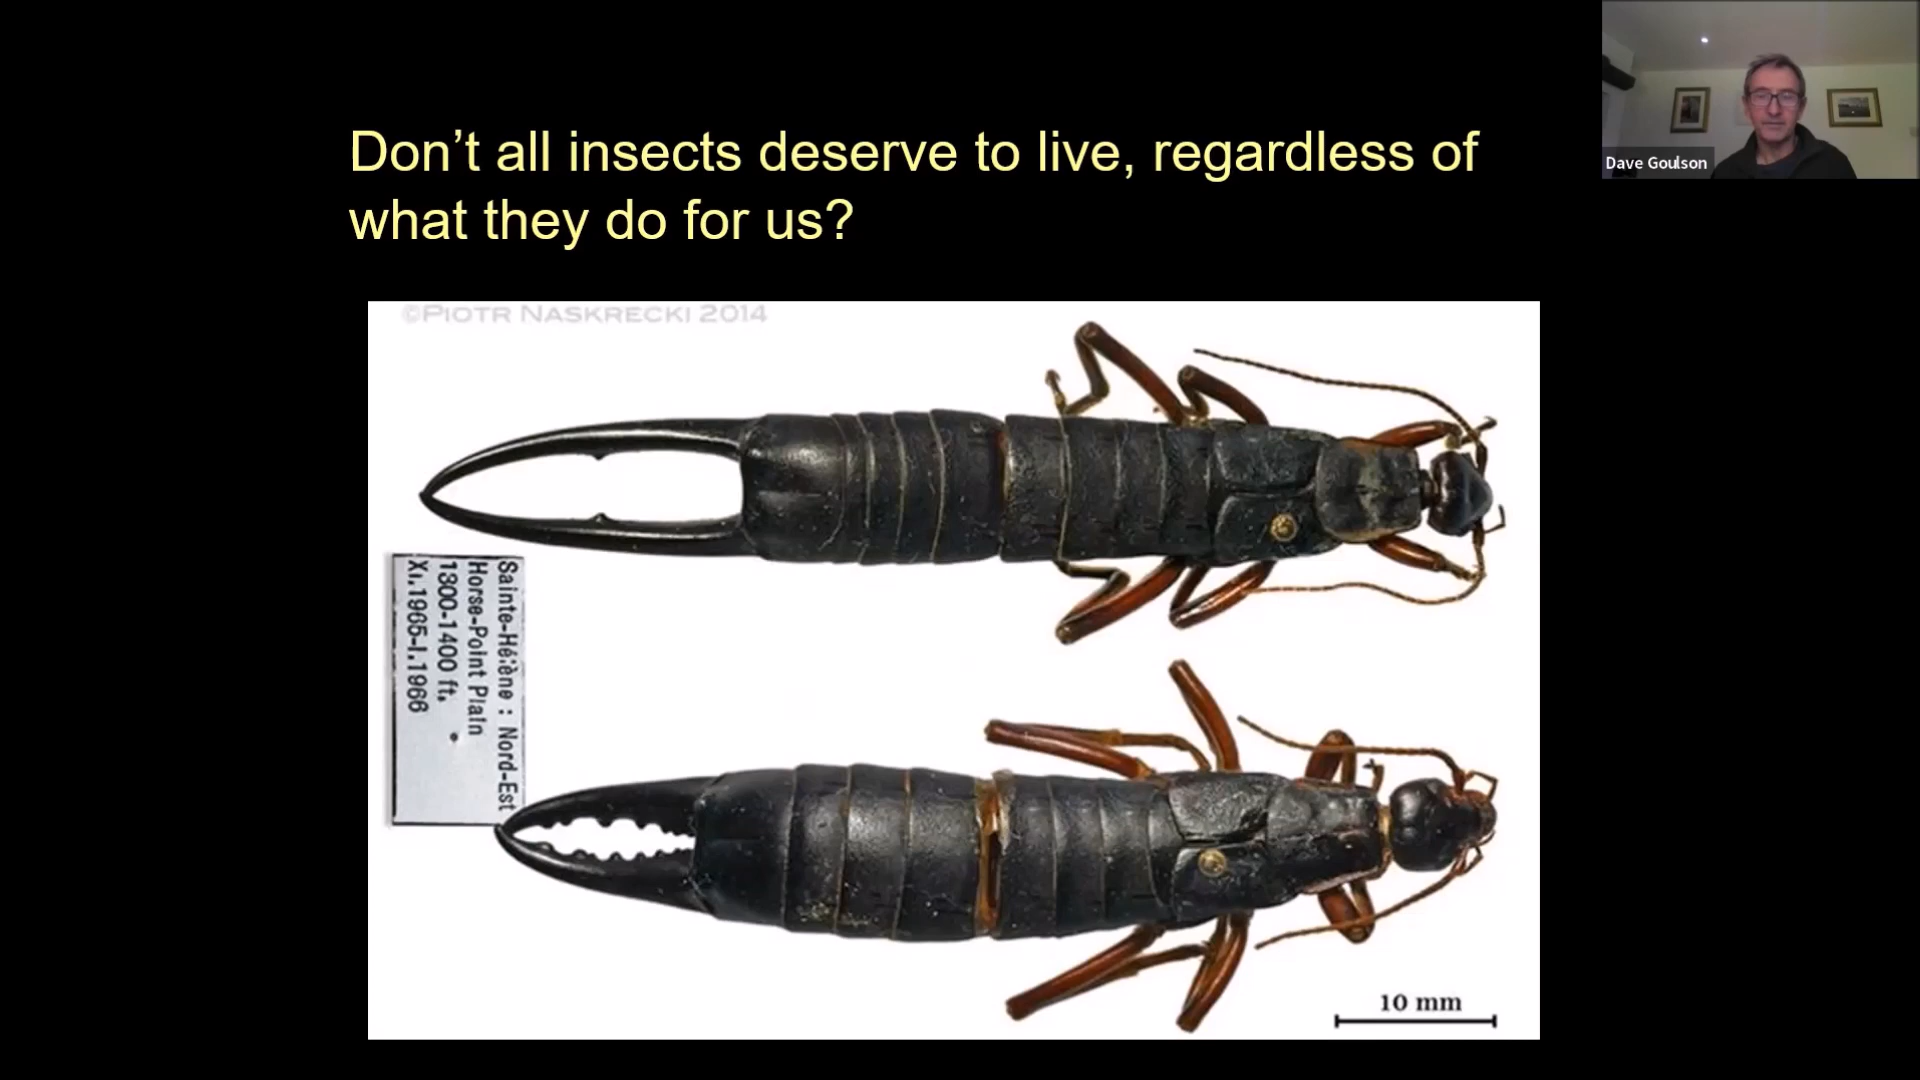 Don’t all insects deserve to live, regardless of
what they do for us?
Dave Goulson
©PIOTR NASKRECKI 2014
Sainte-Hélène : Nord-Est
Horse-Point Plain
1300-1400 ft.
XI.1965-I.1966
10 mm